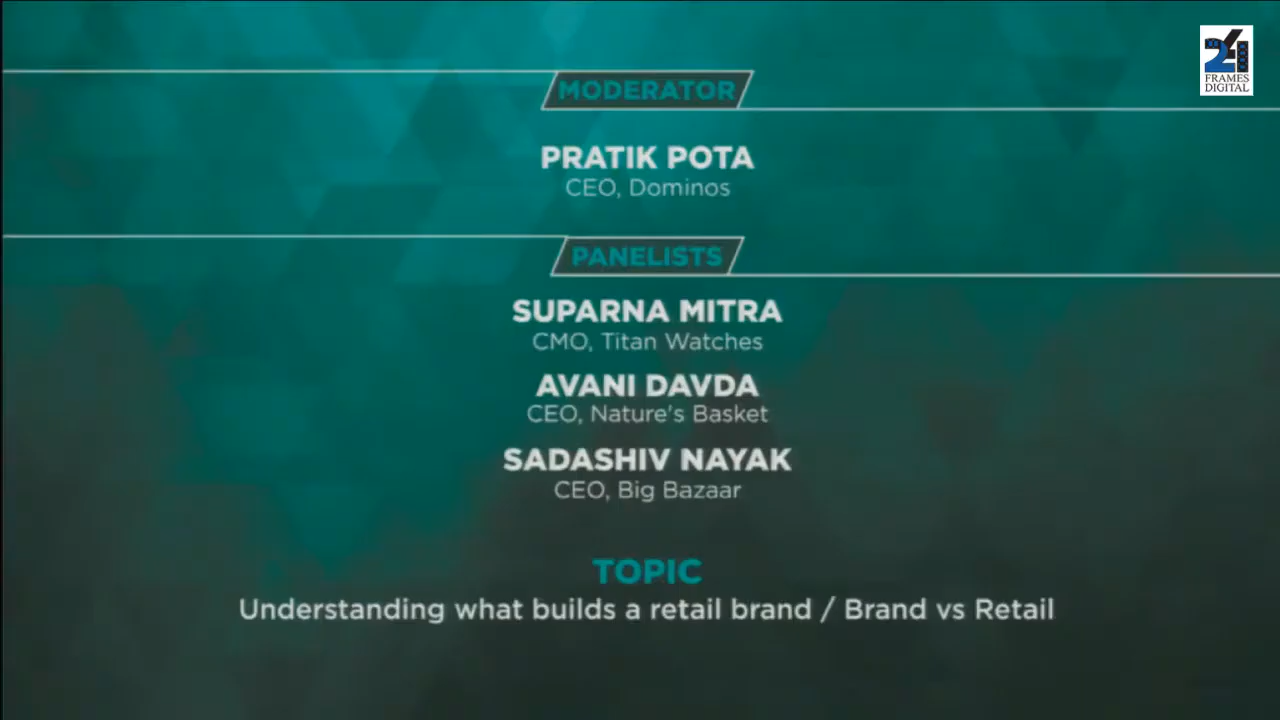 24
FRAMES
DIGITAL
MODERATOR
PRATIK POTA
CEO, Dominos
PANELISTS
SUPARNA MITRA
CMO, Titan Watches
AVANI DAVDA
CEO, Nature's Basket
SADASHIV NAYAK
CEO, Big Bazaar
TOPIC
Understanding what builds a retail brand / Brand vs Retail